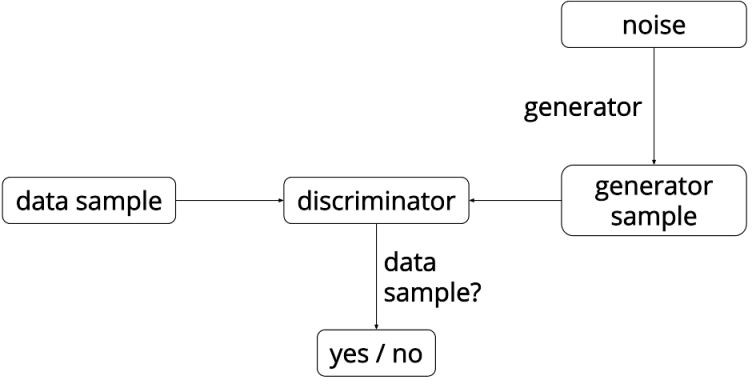 noise
generator
data sample
discriminator
generator
sample
data
sample?
yes / no